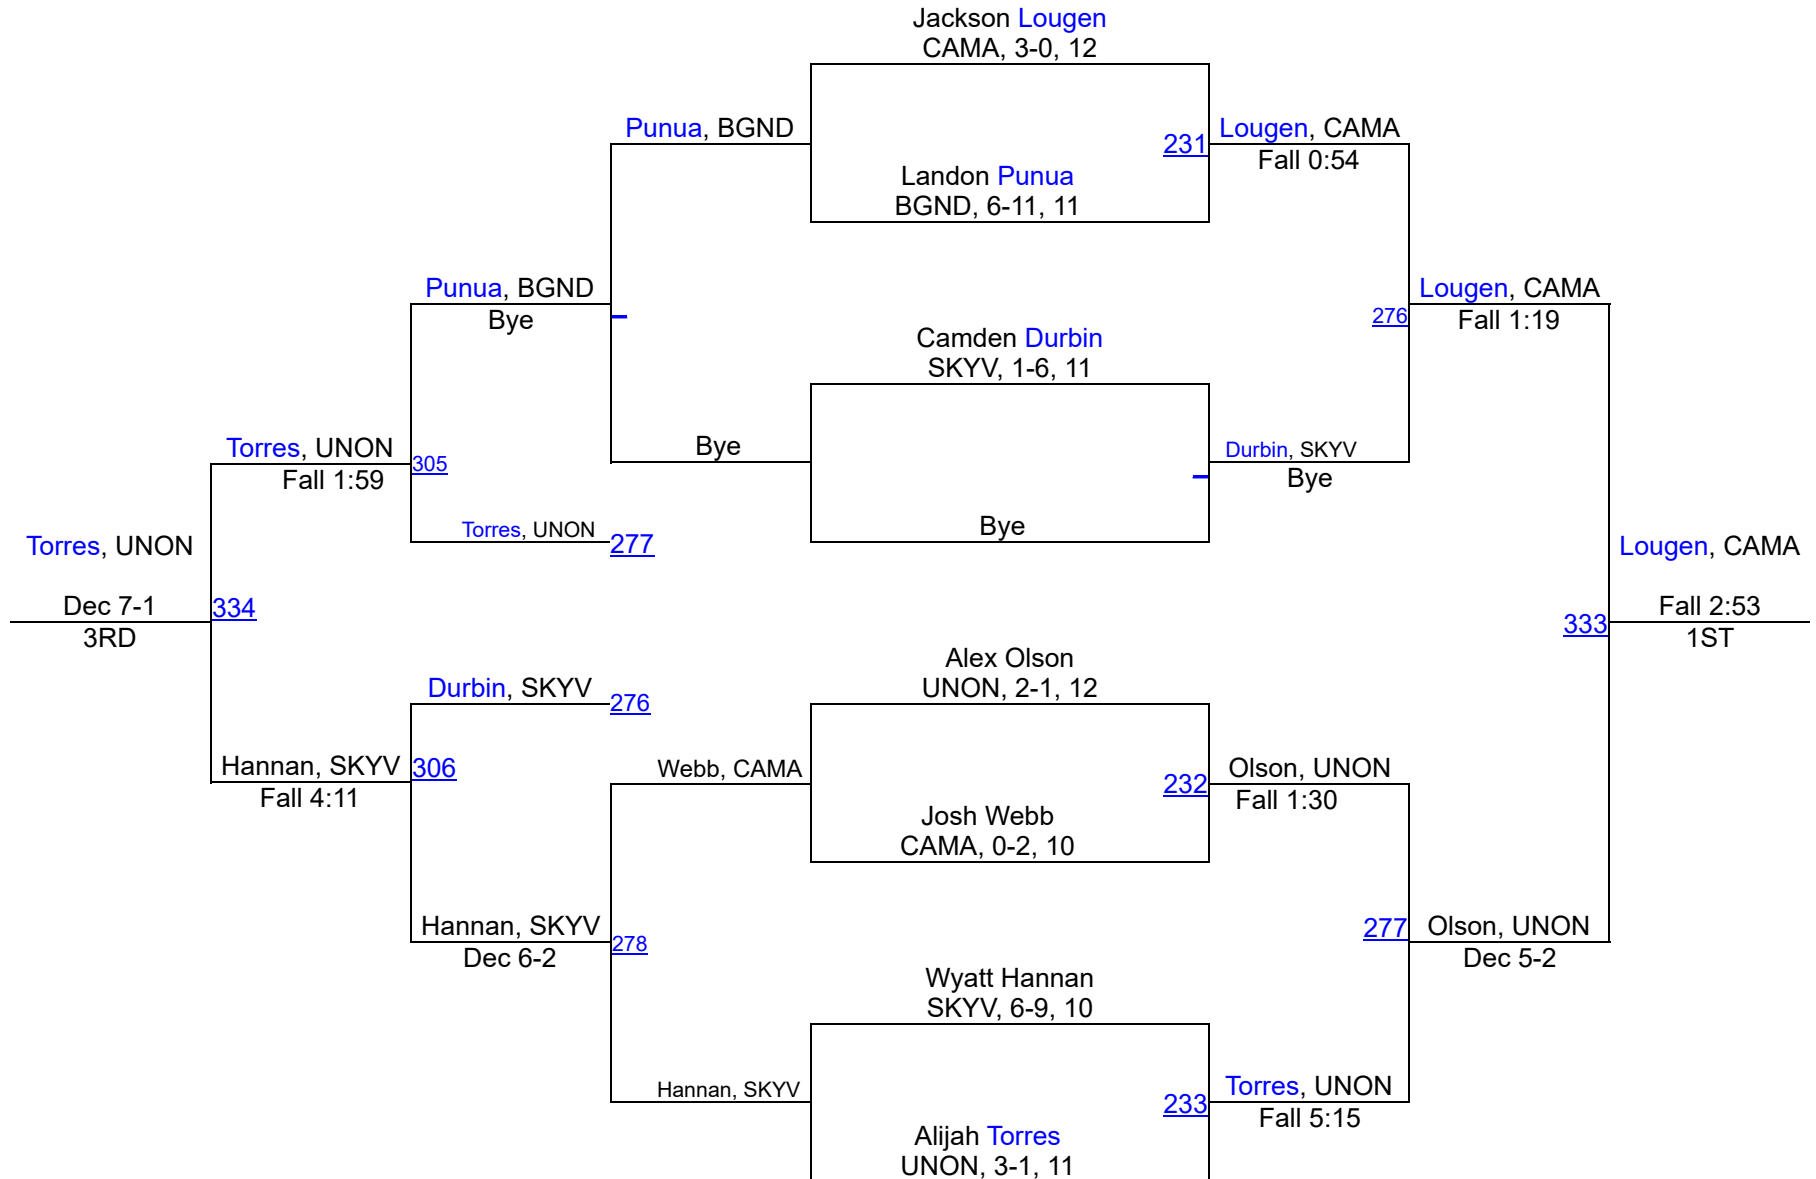 Jackson Lougen
CAMA, 3-0, 12
Punua, BGND
231
Lougen, CAMA
Fall 0:54
Landon Punua
BGND, 6-11, 11
Punua, BGND
Bye
Lougen, CAMA
276
Fall 1:19
Camden Durbin
SKYV, 1-6, 11
Torres, UNON
305
Fall 1:59
Bye
Durbin, SKYV
Bye
Torres, UNON
277
Bye
Torres, UNON
Lougen, CAMA
Dec 7-1
334
3RD
333
Fall 2:53
1ST
Alex Olson
UNON, 2-1, 12
Durbin, SKYV
276
Hannan, SKYV
306
Fall 4:11
Webb, CAMA
232
Olson, UNON
Fall 1:30
Josh Webb
CAMA, 0-2, 10
Hannan, SKYV
278
Dec 6-2
277
Olson, UNON
Dec 5-2
Wyatt Hannan
SKYV, 6-9, 10
Hannan, SKYV
233
Torres, UNON
Fall 5:15
Alijah Torres
UNON, 3-1, 11